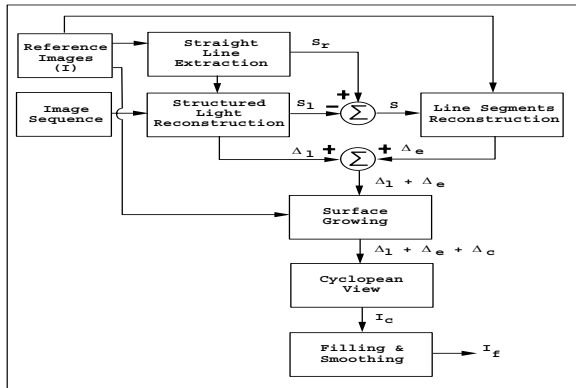 Reference
Images
(I)
Straight
Line
Extraction
S_r
Image
Sequence
Structured
Light
Reconstruction
S_l
+
−
Σ
S
Line Segments
Reconstruction
Δ_l
+
Σ
+
Δ_e
Δ_l + Δ_e
Surface
Growing
Δ_l + Δ_e + Δ_c
Cyclopean
View
I_c
Filling &
Smoothing
I_f